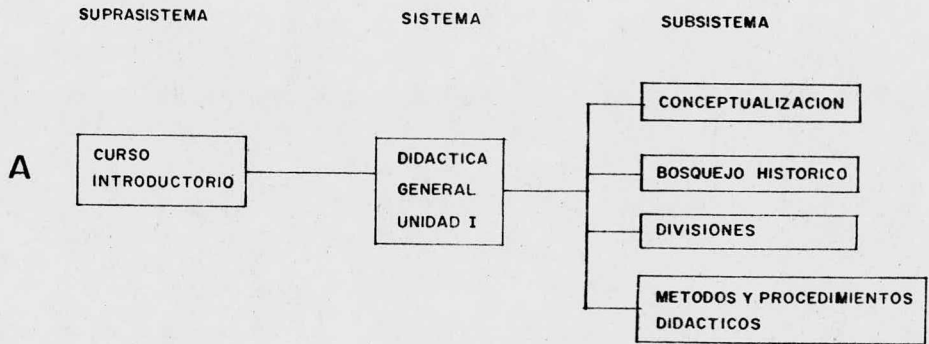 SUPRASISTEMA
SISTEMA
SUBSISTEMA
A
CURSO
INTRODUCTORIO
DIDACTICA
GENERAL
UNIDAD I
CONCEPTUALIZACION
BOSQUEJO HISTORICO
DIVISIONES
METODOS Y PROCEDIMIENTOS
DIDACTICOS